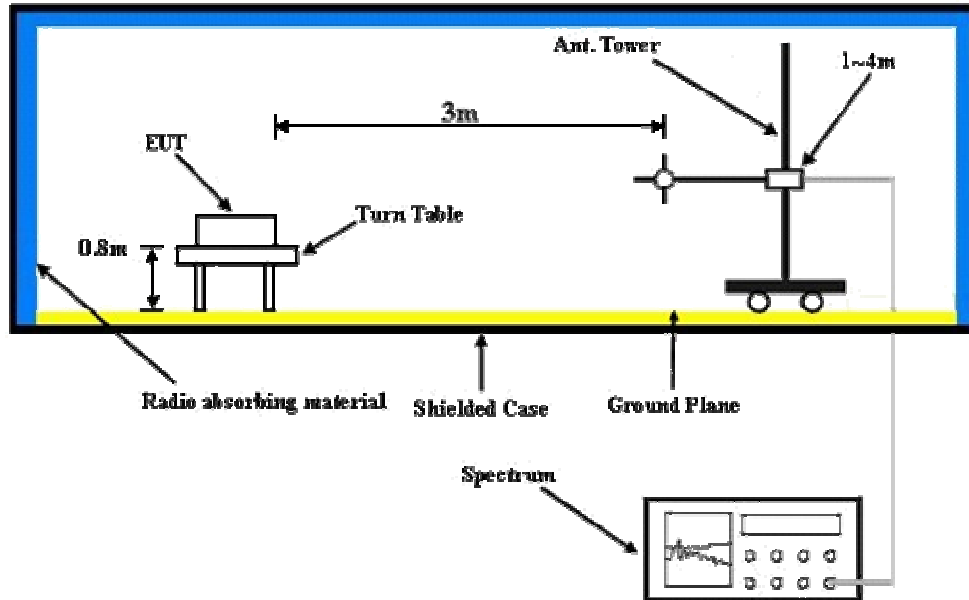 Ant. Tower
1~4m
3m
EUT
Turn Table
0.8m
Radio absorbing material
Shielded Case
Ground Plane
Spectrum